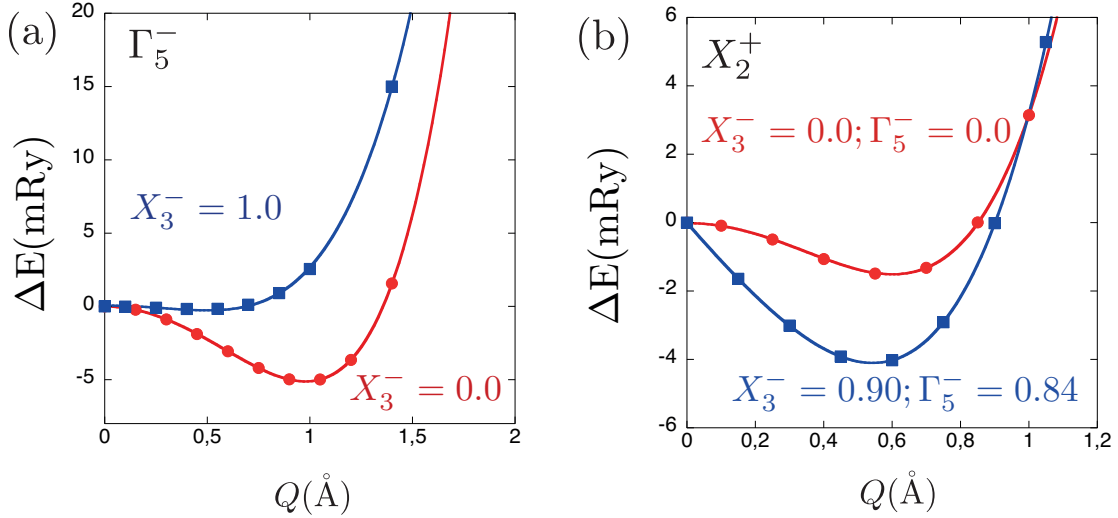 (a)
Γ₅⁻
ΔE(mRy)
20
15
10
5
0
-5
X₃⁻ = 1.0
X₃⁻ = 0.0
0 0,5 1 1,5 2
Q(Å)
(b)
X₂⁺
ΔE(mRy)
6
4
2
0
-2
-4
-6
X₃⁻ = 0.0; Γ₅⁻ = 0.0
X₃⁻ = 0.90; Γ₅⁻ = 0.84
0 0,2 0,4 0,6 0,8 1 1,2
Q(Å)